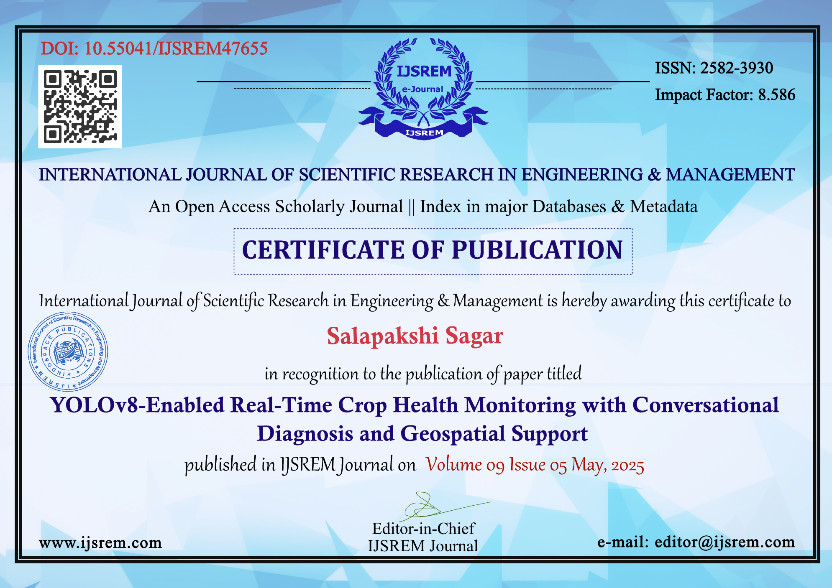 DOI: 10.55041/IJSREM47655
IJSREM
e-Journal
IJSREM
ISSN: 2582-3930
Impact Factor: 8.586
INTERNATIONAL JOURNAL OF SCIENTIFIC RESEARCH IN ENGINEERING & MANAGEMENT
An Open Access Scholarly Journal || Index in major Databases & Metadata
CERTIFICATE OF PUBLICATION
International Journal of Scientific Research in Engineering & Management is hereby awarding this certificate to
Salapakshi Sagar
in recognition to the publication of paper titled
YOLOv8-Enabled Real-Time Crop Health Monitoring with Conversational
Diagnosis and Geospatial Support
published in IJSREM Journal on Volume 09 Issue 05 May, 2025
Editor-in-Chief
IJSREM Journal
www.ijsrem.com
e-mail: editor@ijsrem.com